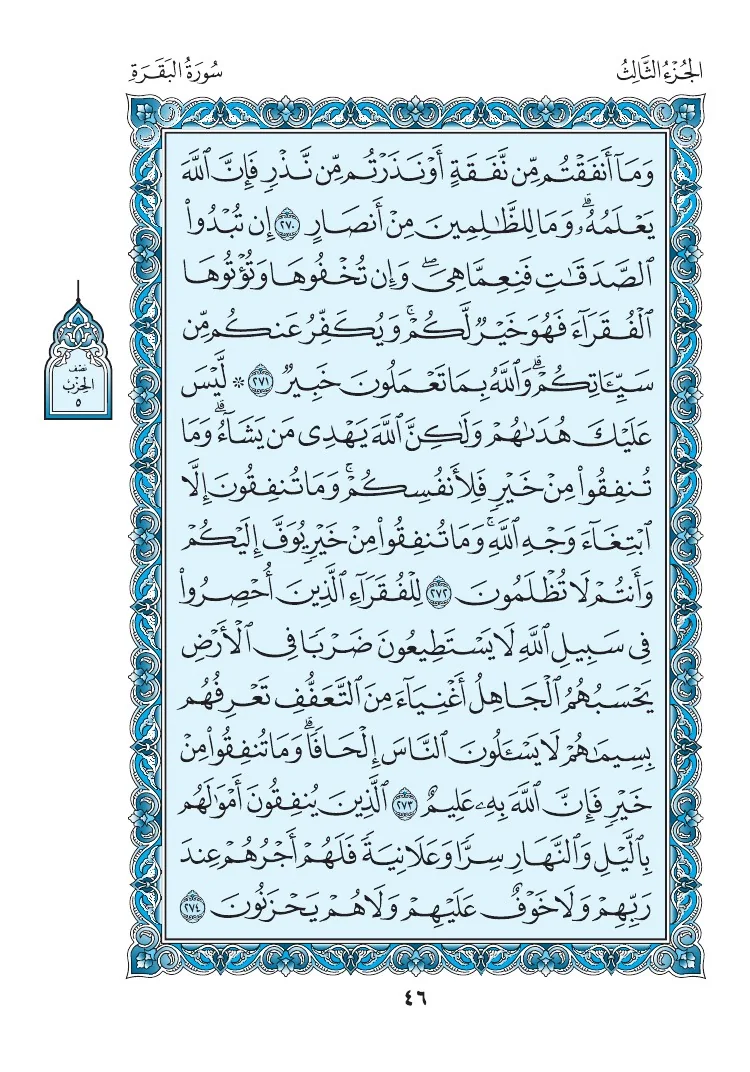 الجُزْءُ الثَّالِثُ
سُورَةُ البَقَرَةِ
وَمَآ أَنفَقْتُم مِّن نَّفَقَةٍ أَوْ نَذَرْتُم مِّن نَّذْرٍ فَإِنَّ ٱللَّهَ
يَعْلَمُهُۥۗ وَمَا لِلظَّٰلِمِينَ مِنْ أَنصَارٍ ٢٧٠ إِن تُبْدُوا۟
ٱلصَّدَقَٰتِ فَنِعِمَّا هِىَۖ وَإِن تُخْفُوهَا وَتُؤْتُوهَا
ٱلْفُقَرَآءَ فَهُوَ خَيْرٌ لَّكُمْۚ وَيُكَفِّرُ عَنكُم مِّن
سَيِّـَٔاتِكُمْۗ وَٱللَّهُ بِمَا تَعْمَلُونَ خَبِيرٌ ٢٧١ * لَّيْسَ
عَلَيْكَ هُدَىٰهُمْ وَلَٰكِنَّ ٱللَّهَ يَهْدِى مَن يَشَآءُۗ وَمَا
تُنفِقُوا۟ مِنْ خَيْرٍ فَلِأَنفُسِكُمْۚ وَمَا تُنفِقُونَ إِلَّا
ٱبْتِغَآءَ وَجْهِ ٱللَّهِۚ وَمَا تُنفِقُوا۟ مِنْ خَيْرٍ يُوَفَّ إِلَيْكُمْ
وَأَنتُمْ لَا تُظْلَمُونَ ٢٧٢ لِلْفُقَرَآءِ ٱلَّذِينَ أُحْصِرُوا۟
فِى سَبِيلِ ٱللَّهِ لَا يَسْتَطِيعُونَ ضَرْبًا فِى ٱلْأَرْضِ
يَحْسَبُهُمُ ٱلْجَاهِلُ أَغْنِيَآءَ مِنَ ٱلتَّعَفُّفِ تَعْرِفُهُم
بِسِيمَٰهُمْ لَا يَسْـَٔلُونَ ٱلنَّاسَ إِلْحَافًاۗ وَمَا تُنفِقُوا۟ مِنْ
خَيْرٍ فَإِنَّ ٱللَّهَ بِهِۦ عَلِيمٌ ٢٧٣ ٱلَّذِينَ يُنفِقُونَ أَمْوَٰلَهُم
بِٱلَّيْلِ وَٱلنَّهَارِ سِرًّا وَعَلَانِيَةً فَلَهُمْ أَجْرُهُمْ عِندَ
رَبِّهِمْ وَلَا خَوْفٌ عَلَيْهِمْ وَلَا هُمْ يَحْزَنُونَ ٢٧٤
نصْف
الحِزْب
٥
٤٦